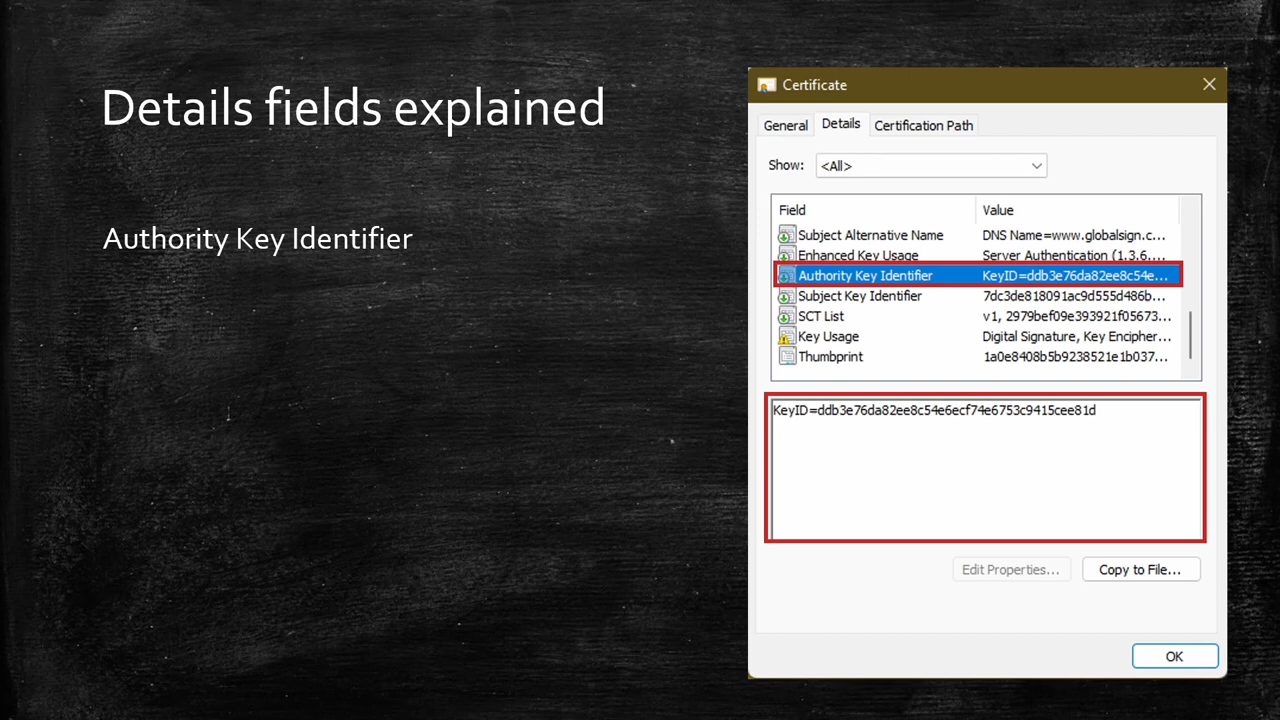 Details fields explained
Authority Key Identifier
Certificate
General Details Certification Path
Show: <All>
Field Value
Subject Alternative Name DNS Name=www.globalsign.c...
Enhanced Key Usage Server Authentication (1.3.6....
Authority Key Identifier KeyID=ddb3e76da82ee8c54e...
Subject Key Identifier 7dc3de818091ac9d555d486b...
SCT List v1, 2979bef09e393921f05673...
Key Usage Digital Signature, Key Encipher...
Thumbprint 1a0e8408b5b9238521e1b037...
KeyID=ddb3e76da82ee8c54e6ecf74e6753c9415cee81d
Edit Properties... Copy to File...
OK